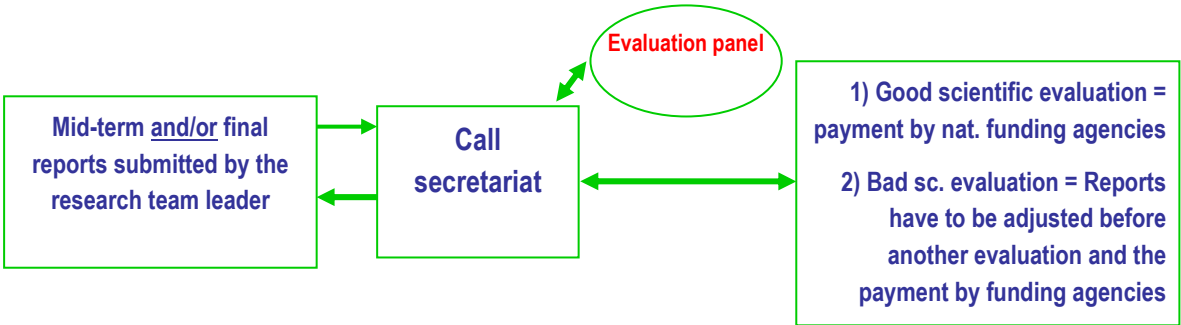 Evaluation panel
Mid-term and/or final
reports submitted by the
research team leader
Call
secretariat
1) Good scientific evaluation =
payment by nat. funding agencies
2) Bad sc. evaluation = Reports
have to be adjusted before
another evaluation and the
payment by funding agencies